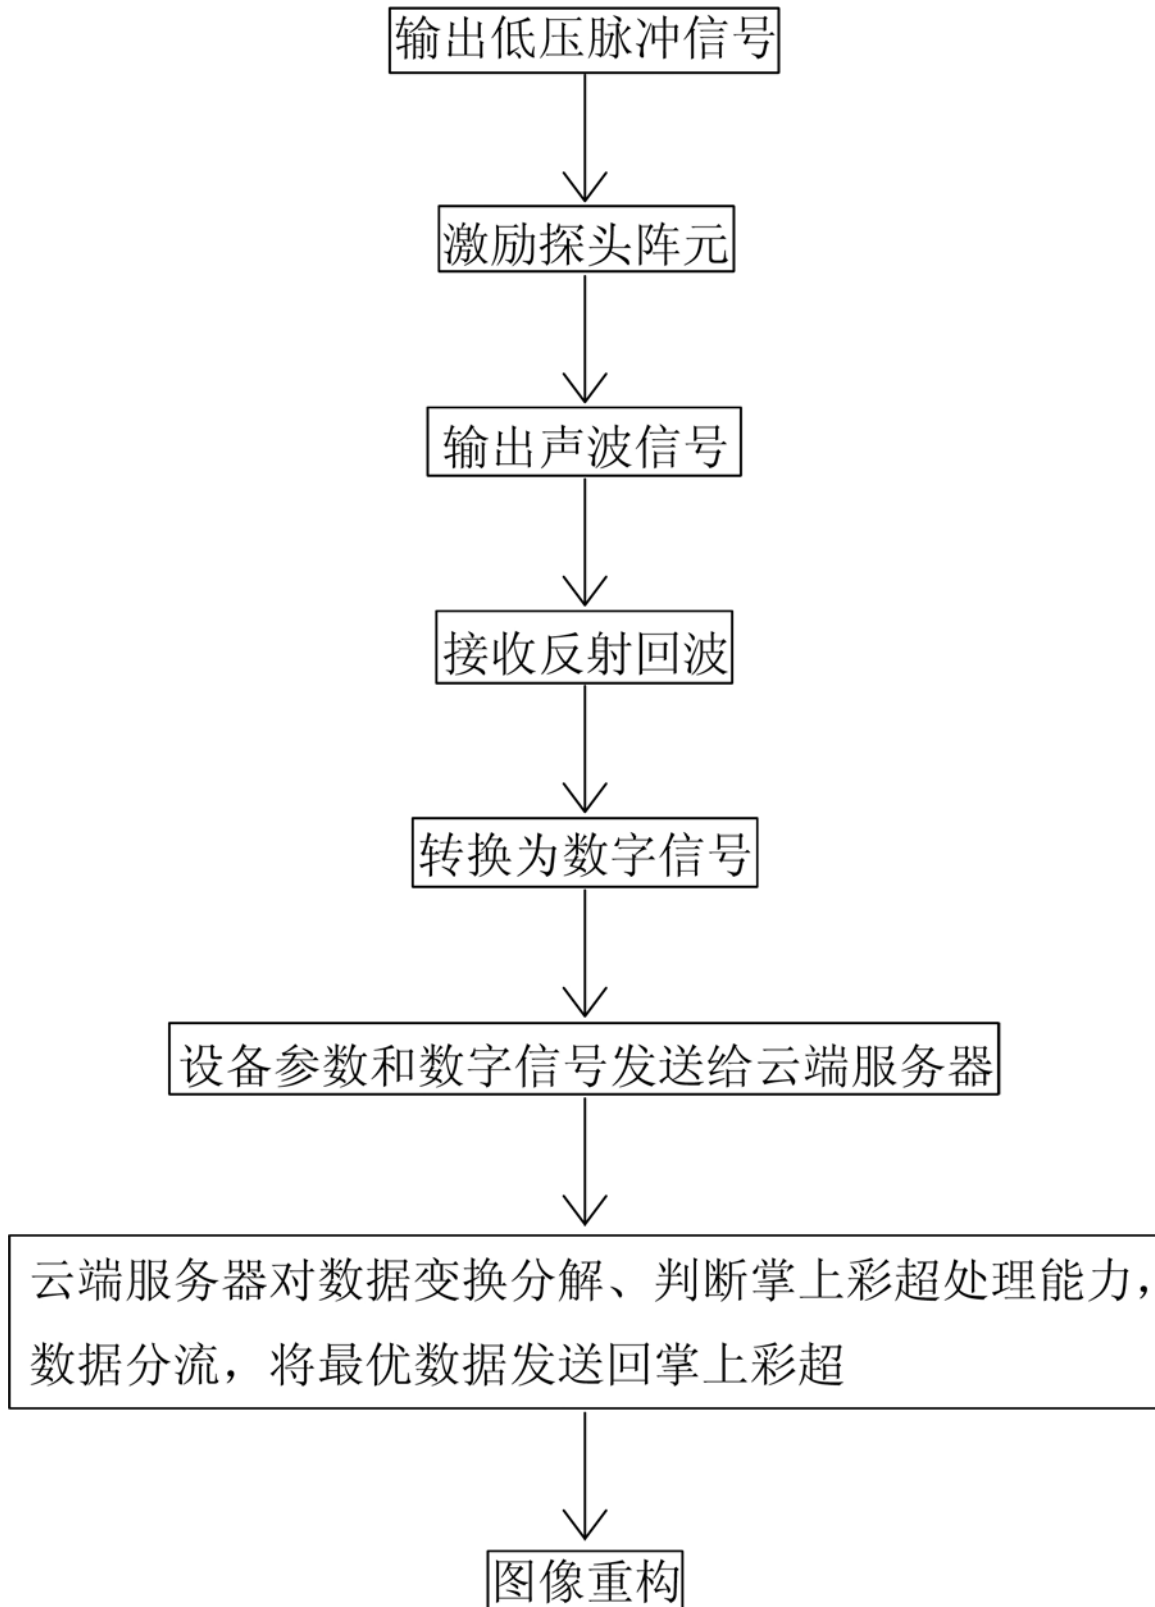 输出低压脉冲信号
激励探头阵元
输出声波信号
接收反射回波
转换为数字信号
设备参数和数字信号发送给云端服务器
云端服务器对数据变换分解、判断掌上彩超处理能力，
数据分流，将最优数据发送回掌上彩超
图像重构